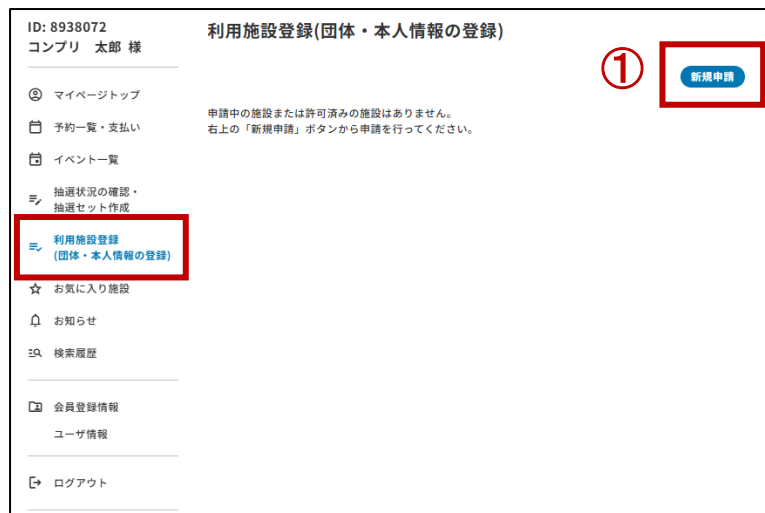 ID: 8938072
コンプリ 太郎 様
マイページトップ
予約一覧・支払い
イベント一覧
抽選状況の確認・
抽選セット作成
利用施設登録
(団体・本人情報の登録)
お気に入り施設
お知らせ
検索履歴
会員登録情報
ユーザ情報
ログアウト
利用施設登録(団体・本人情報の登録)
①
新規申請
申請中の施設または許可済みの施設はありません。
右上の「新規申請」ボタンから申請を行ってください。